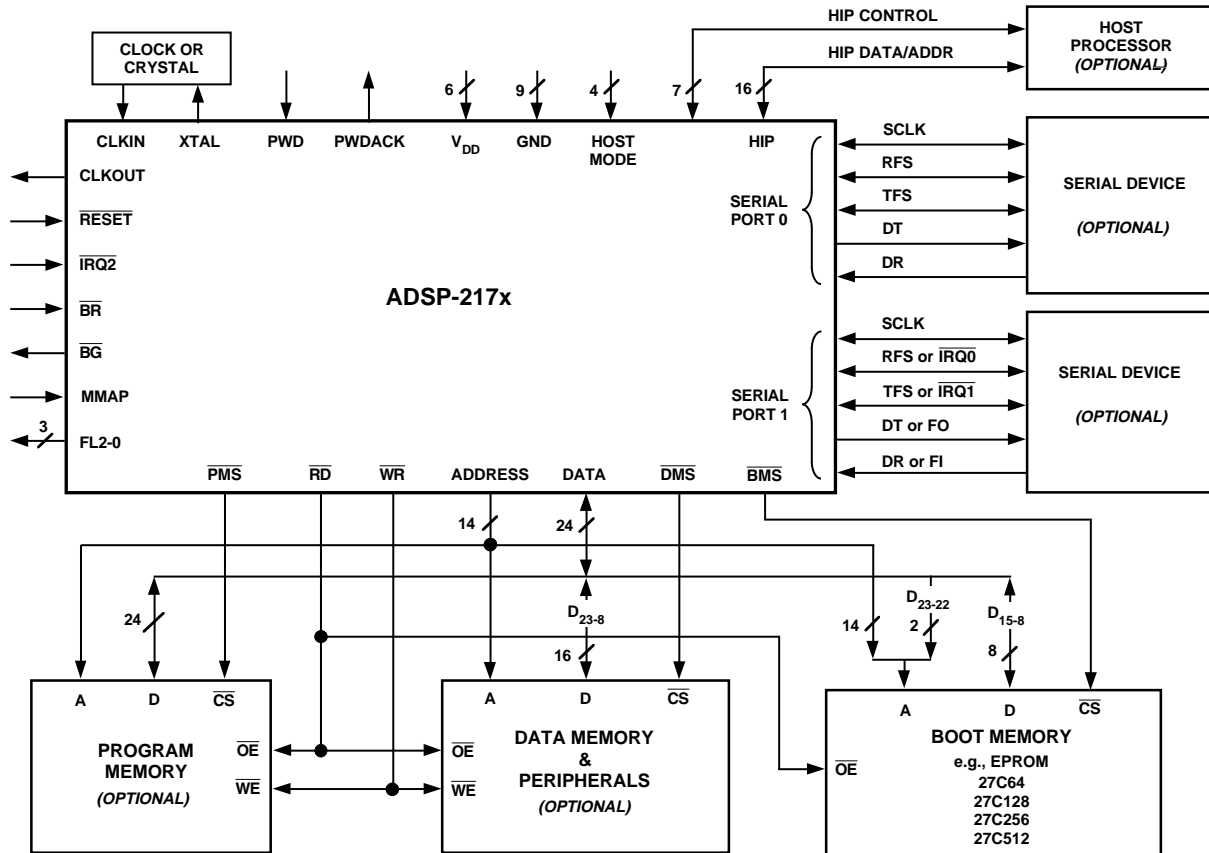 HIP CONTROL
HOST
PROCESSOR
(OPTIONAL)
HIP DATA/ADDR
CLOCK OR
CRYSTAL
6
9
4
7
16
CLKIN
XTAL
PWD
PWDACK
VDD
GND
HOST
MODE
HIP
CLKOUT
RESET
IRQ2
BR
BG
MMAP
3
FL2-0
ADSP-217x
SERIAL
PORT 0
SCLK
RFS
TFS
DT
DR
SERIAL DEVICE
(OPTIONAL)
SERIAL
PORT 1
SCLK
RFS or IRQ0
TFS or IRQ1
DT or FO
DR or FI
SERIAL DEVICE
(OPTIONAL)
PMS
RD
WR
ADDRESS
DATA
DMS
BMS
14
24
24
D23-8
16
14
D23-22
2
D15-8
8
A
D
CS
PROGRAM
MEMORY
(OPTIONAL)
OE
WE
A
D
CS
OE
WE
DATA MEMORY
&
PERIPHERALS
(OPTIONAL)
A
D
CS
OE
BOOT MEMORY
e.g., EPROM
27C64
27C128
27C256
27C512